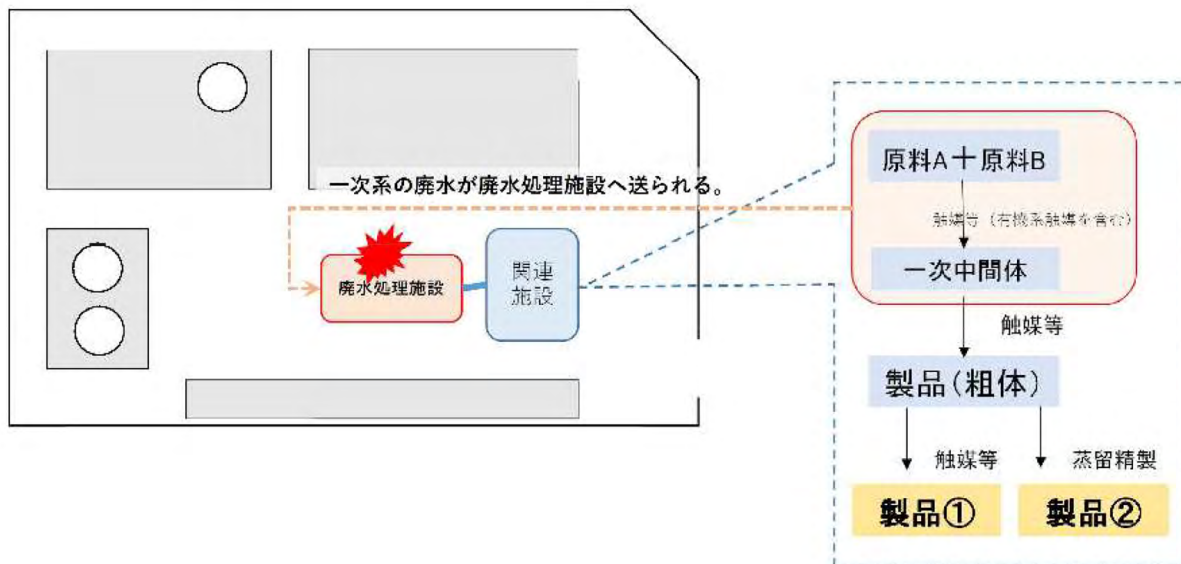 一次系の廃水が廃水処理施設へ送られる。
廃水処理施設
関連
施設
原料A＋原料B
触媒等（有機系触媒を含む）
一次中間体
触媒等
製品（粗体）
触媒等
蒸留精製
製品①
製品②